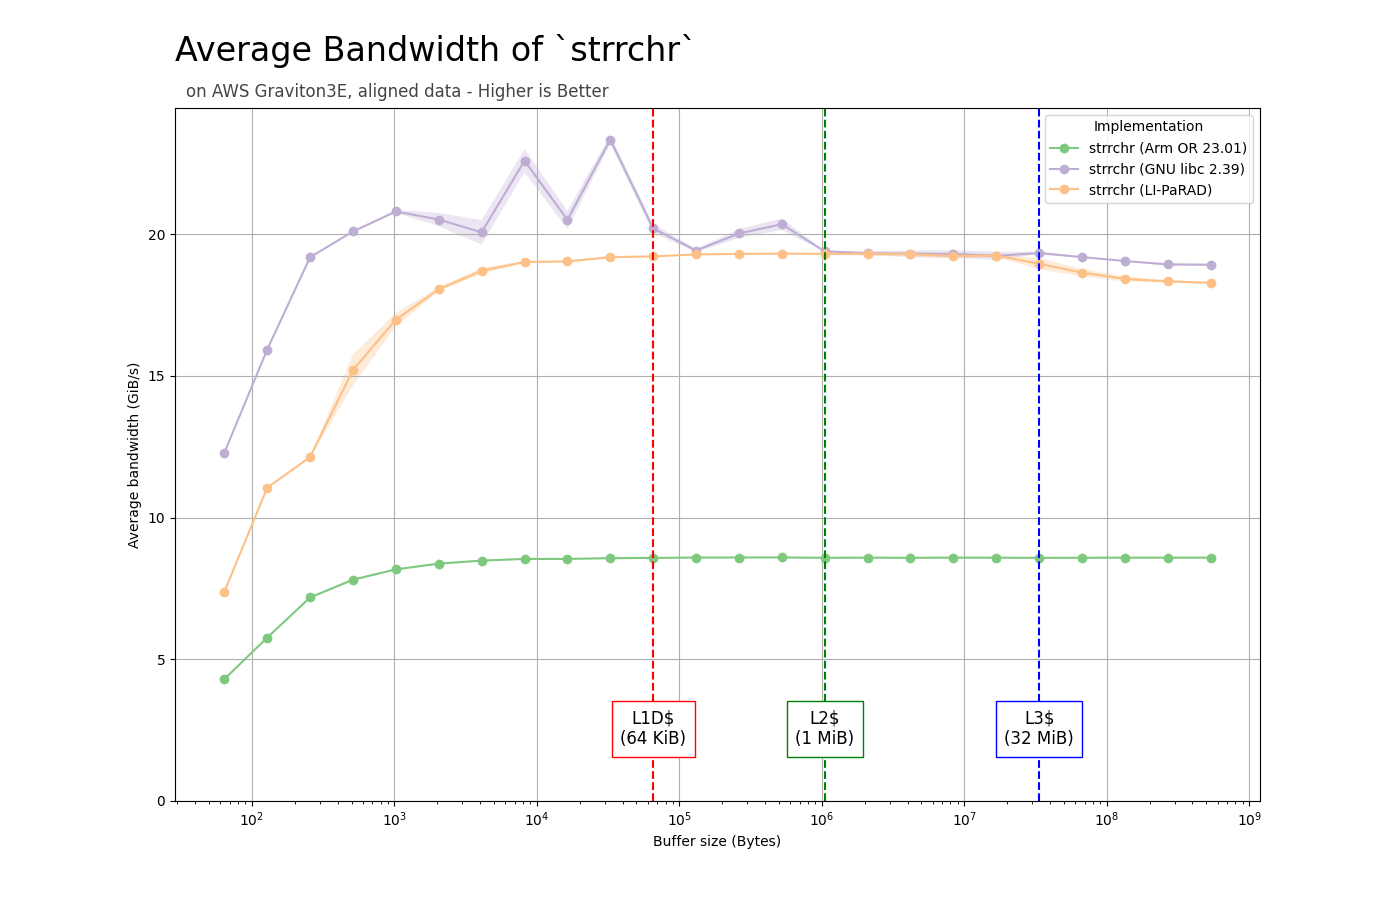 Average Bandwidth of `strrchr`
on AWS Graviton3E, aligned data - Higher is Better
Implementation
strrchr (Arm OR 23.01)
strrchr (GNU libc 2.39)
strrchr (LI-PaRAD)
Average bandwidth (GiB/s)
20
15
10
5
0
L1D$
(64 KiB)
L2$
(1 MiB)
L3$
(32 MiB)
10² 10³ 10⁴ 10⁵ 10⁶ 10⁷ 10⁸ 10⁹
Buffer size (Bytes)